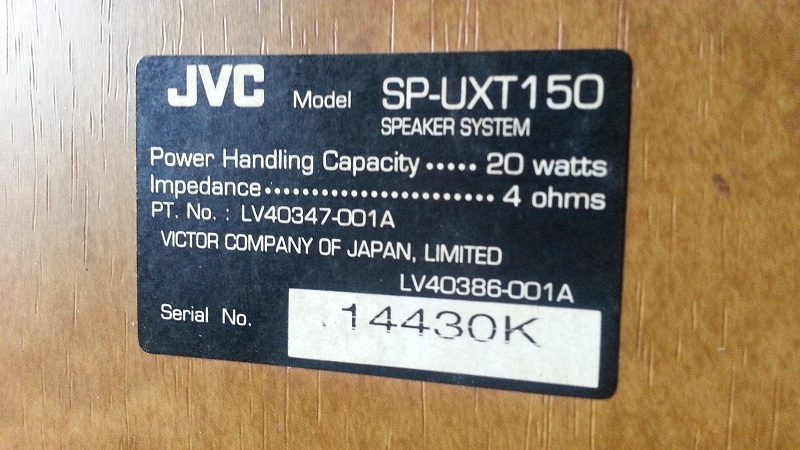 JVC Model SP-UXT150
SPEAKER SYSTEM
Power Handling Capacity ····· 20 watts
Impedance······················· 4 ohms
PT. No. : LV40347-001A
VICTOR COMPANY OF JAPAN, LIMITED
LV40386-001A
Serial No. 14430K